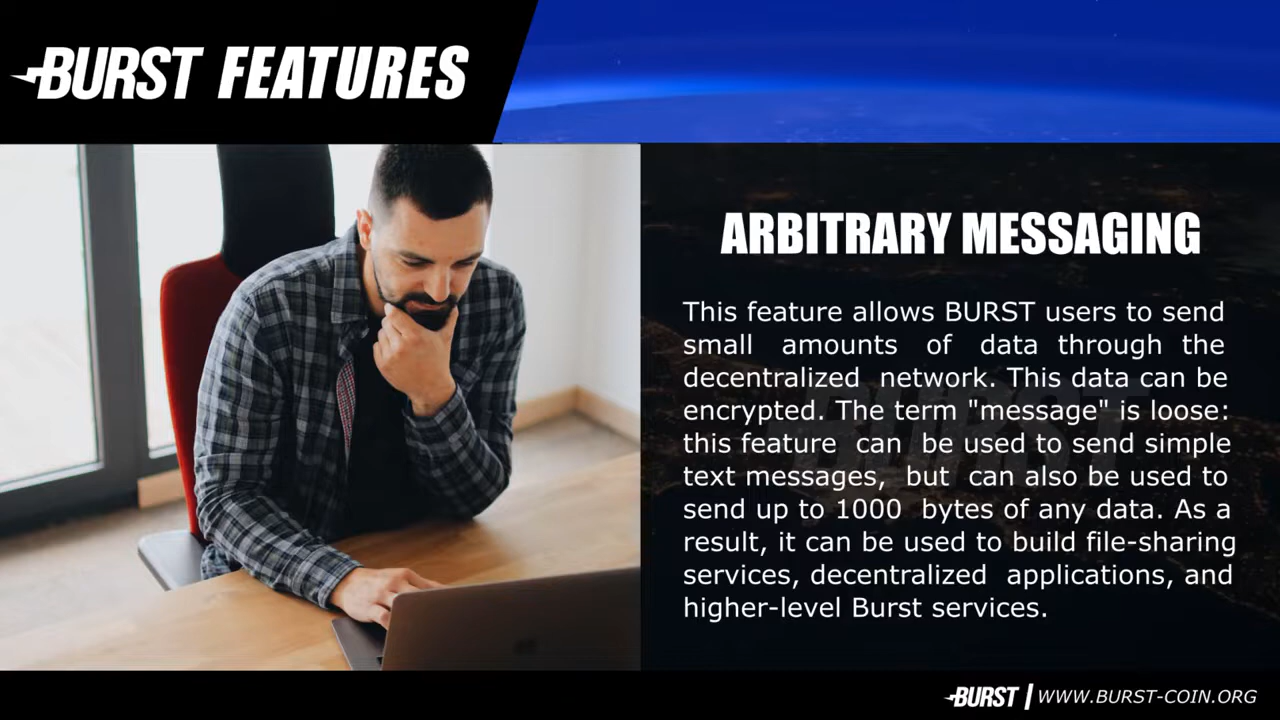 BURST FEATURES
ARBITRARY MESSAGING
This feature allows BURST users to send
small amounts of data through the
decentralized network. This data can be
encrypted. The term "message" is loose:
this feature can be used to send simple
text messages, but can also be used to
send up to 1000 bytes of any data. As a
result, it can be used to build file-sharing
services, decentralized applications, and
higher-level Burst services.
BURST | WWW.BURST-COIN.ORG